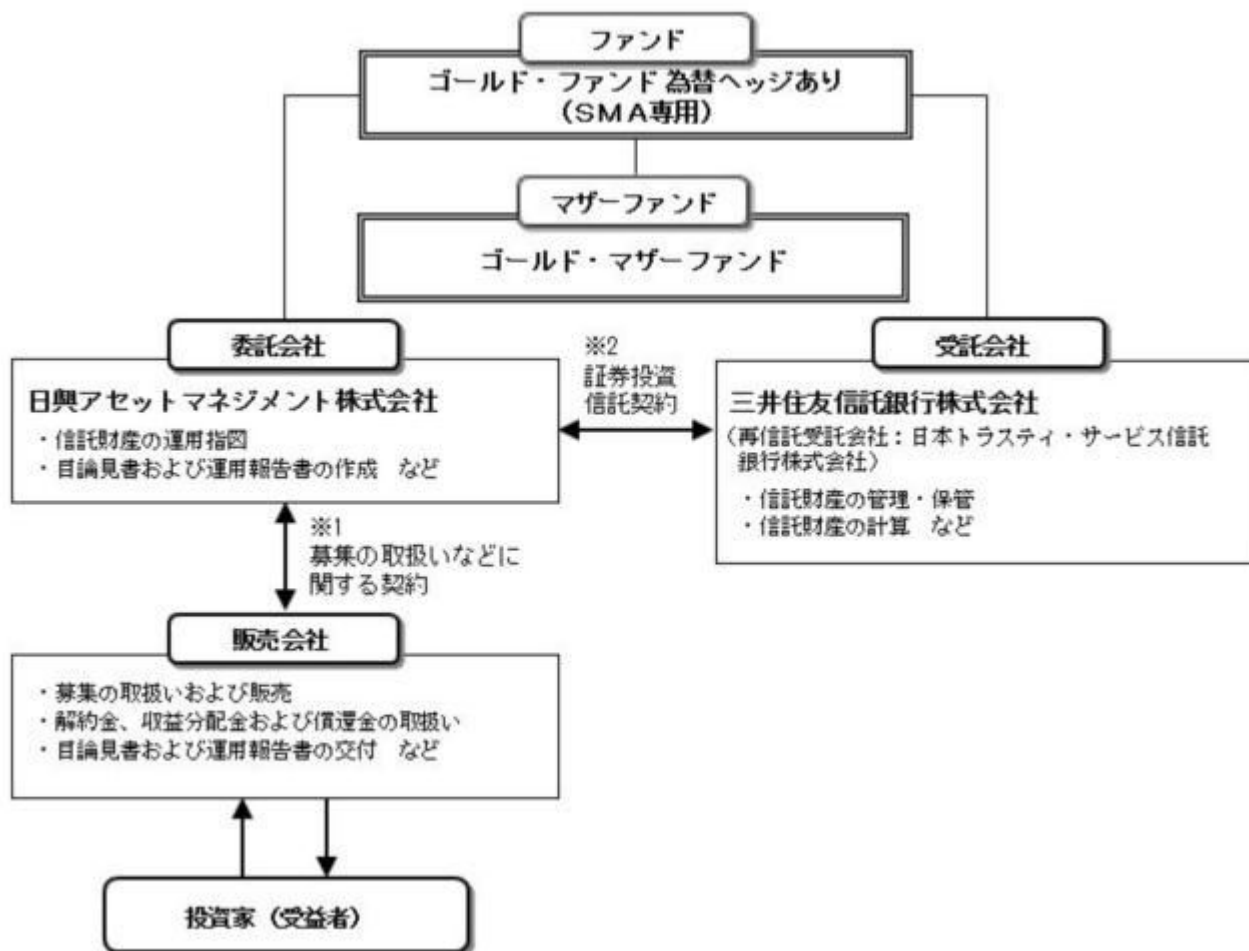 ファンド
ゴールド・ファンド 為替ヘッジあり
(SMA専用)
マザーファンド
ゴールド・マザーファンド
委託会社
日興アセットマネジメント株式会社
・信託財産の運用指図
・目論見書および運用報告書の作成 など
※2
証券投資
信託契約
受託会社
三井住友信託銀行株式会社
(再信託受託会社:日本トラスティ・サービス信託
銀行株式会社)
・信託財産の管理・保管
・信託財産の計算 など
※1
募集の取扱いなどに
関する契約
販売会社
・募集の取扱いおよび販売
・解約金、収益分配金および償還金の取扱い
・目論見書および運用報告書の交付 など
投資家(受益者)